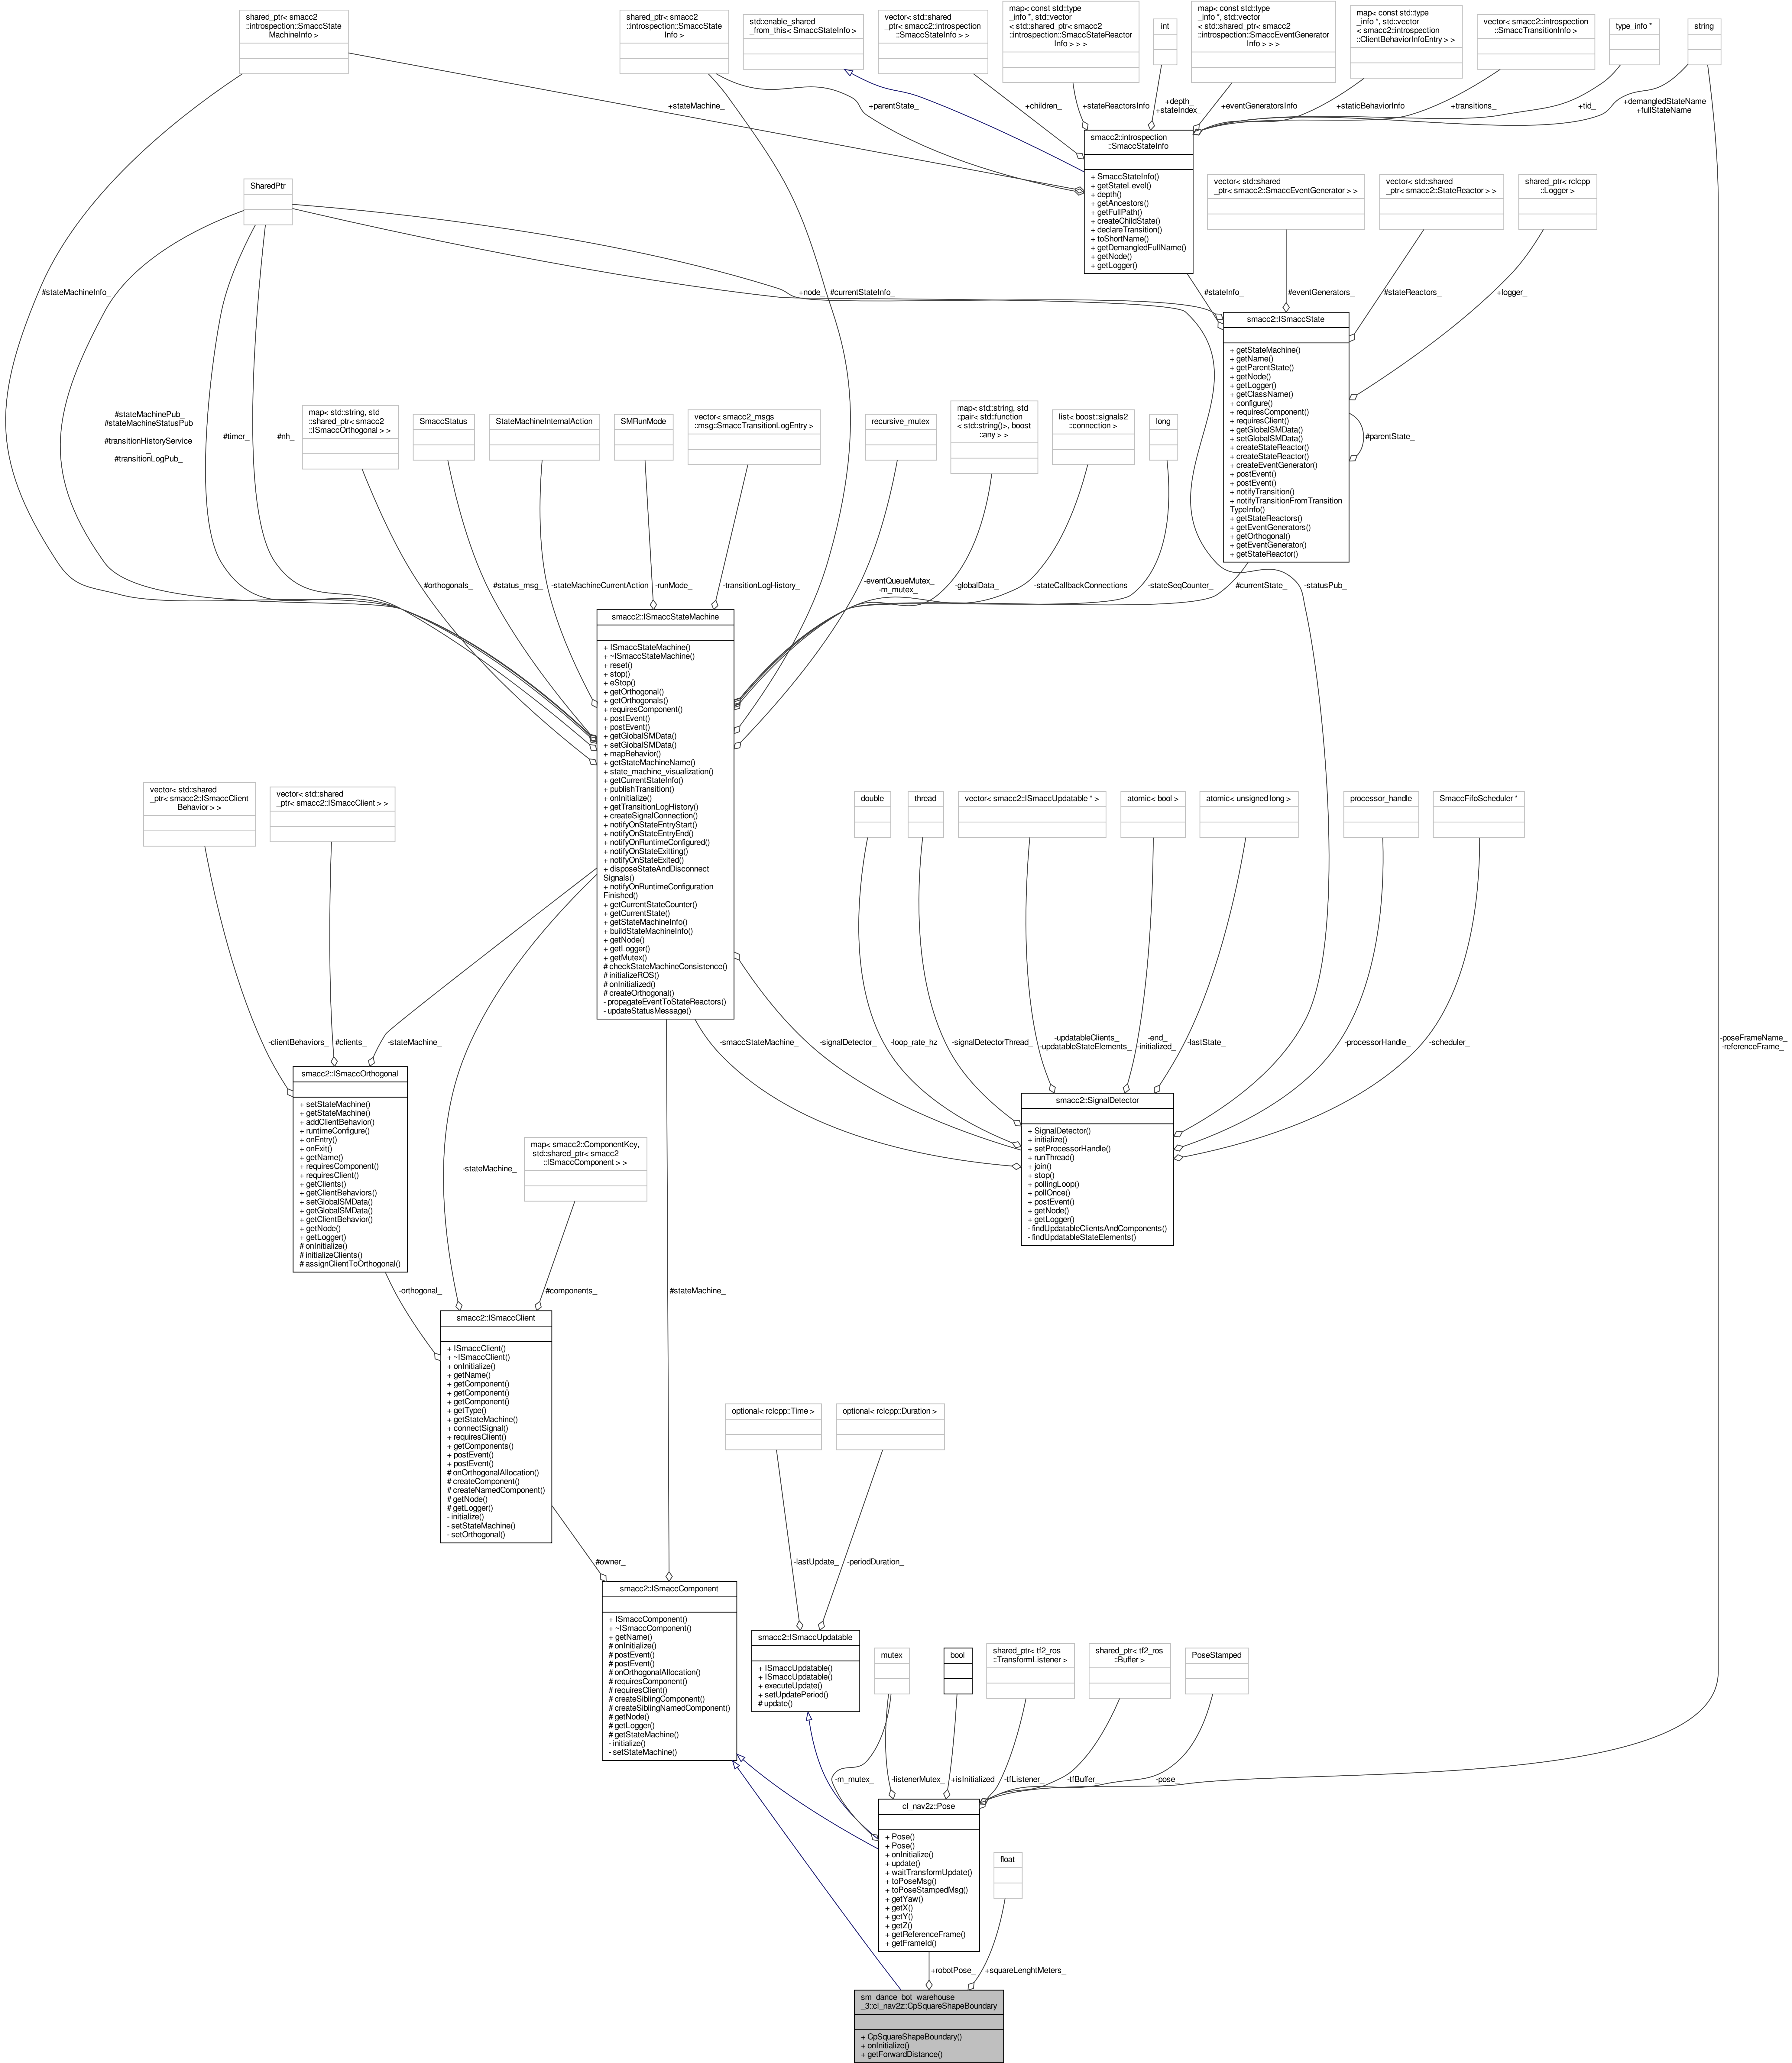 shared_ptr< smacc2
::introspection::SmaccState
MachineInfo >
shared_ptr< smacc2
::introspection::SmaccState
Info >
std::enable_shared
_from_this< SmaccStateInfo >
vector< std::shared
_ptr< smacc2::introspection
::SmaccStateInfo > >
map< const std::type
_info *, std::vector
< std::shared_ptr< smacc2
::introspection::SmaccStateReactor
Info > > >
int
map< const std::type
_info *, std::vector
< std::shared_ptr< smacc2
::introspection::SmaccEventGenerator
Info > > >
map< const std::type
_info *, std::vector
< smacc2::introspection
::ClientBehaviorInfoEntry > >
vector< smacc2::introspection
::SmaccTransitionInfo >
type_info *
string
+stateMachine_
+parentState_
+children_
+stateReactorsInfo
+depth_
+stateIndex_
+eventGeneratorsInfo
+staticBehaviorInfo
+transitions_
+tid_
+demangledStateName
+fullStateName
smacc2::introspection
::SmaccStateInfo
+ SmaccStateInfo()
+ getStateLevel()
+ depth()
+ getAncestors()
+ getFullPath()
+ createChildState()
+ declareTransition()
+ toShortName()
+ getDemangledFullName()
+ getNode()
+ getLogger()
SharedPtr
vector< std::shared
_ptr< smacc2::SmaccEventGenerator > >
vector< std::shared
_ptr< smacc2::StateReactor > >
shared_ptr< rclcpp
::Logger >
#stateMachineInfo_
+node_
#currentStateInfo_
#stateInfo_
#eventGenerators_
#stateReactors_
+logger_
smacc2::ISmaccState
+ getStateMachine()
+ getName()
+ getParentState()
+ getNode()
+ getLogger()
+ getClassName()
+ configure()
+ requiresComponent()
+ requiresClient()
+ getGlobalSMData()
+ setGlobalSMData()
+ createStateReactor()
+ createStateReactor()
+ createEventGenerator()
+ postEvent()
+ postEvent()
+ notifyTransition()
+ notifyTransitionFromTransition
TypeInfo()
+ getStateReactors()
+ getEventGenerators()
+ getOrthogonal()
+ getEventGenerator()
+ getStateReactor()
#parentState_
#stateMachinePub_
#stateMachineStatusPub
_
#transitionHistoryService
_
#transitionLogPub_
#timer_
#nh_
map< std::string, std
::shared_ptr< smacc2
::ISmaccOrthogonal > >
SmaccStatus
StateMachineInternalAction
SMRunMode
vector< smacc2_msgs
::msg::SmaccTransitionLogEntry >
recursive_mutex
map< std::string, std
::pair< std::function
< std::string()>, boost
::any > >
list< boost::signals2
::connection >
long
#orthogonals_
#status_msg_
-stateMachineCurrentAction
-runMode_
-transitionLogHistory_
-eventQueueMutex_
-m_mutex_
-globalData_
-stateCallbackConnections
-stateSeqCounter_
#currentState_
-statusPub_
smacc2::ISmaccStateMachine
+ ISmaccStateMachine()
+ ~ISmaccStateMachine()
+ reset()
+ stop()
+ eStop()
+ getOrthogonal()
+ getOrthogonals()
+ requiresComponent()
+ postEvent()
+ postEvent()
+ getGlobalSMData()
+ setGlobalSMData()
+ mapBehavior()
+ getStateMachineName()
+ state_machine_visualization()
+ getCurrentStateInfo()
+ publishTransition()
+ onInitialize()
+ getTransitionLogHistory()
+ createSignalConnection()
+ notifyOnStateEntryStart()
+ notifyOnStateEntryEnd()
+ notifyOnRuntimeConfigured()
+ notifyOnStateExitting()
+ notifyOnStateExited()
+ disposeStateAndDisconnect
Signals()
+ notifyOnRuntimeConfiguration
Finished()
+ getCurrentStateCounter()
+ getCurrentState()
+ getStateMachineInfo()
+ buildStateMachineInfo()
+ getNode()
+ getLogger()
+ getMutex()
# checkStateMachineConsistence()
# initializeROS()
# onInitialized()
# createOrthogonal()
- propagateEventToStateReactors()
- updateStatusMessage()
vector< std::shared
_ptr< smacc2::ISmaccClient
Behavior > >
vector< std::shared
_ptr< smacc2::ISmaccClient > >
double
thread
vector< smacc2::ISmaccUpdatable * >
atomic< bool >
atomic< unsigned long >
processor_handle
SmaccFifoScheduler *
-clientBehaviors_
#clients_
-stateMachine_
-smaccStateMachine_
-signalDetector_
-loop_rate_hz
-signalDetectorThread_
-updatableClients_
-updatableStateElements_
-end_
-initialized_
-lastState_
-processorHandle_
-scheduler_
-poseFrameName_
-referenceFrame_
smacc2::ISmaccOrthogonal
+ setStateMachine()
+ getStateMachine()
+ addClientBehavior()
+ runtimeConfigure()
+ onEntry()
+ onExit()
+ getName()
+ requiresComponent()
+ requiresClient()
+ getClients()
+ getClientBehaviors()
+ setGlobalSMData()
+ getGlobalSMData()
+ getClientBehavior()
+ getNode()
+ getLogger()
# onInitialize()
# initializeClients()
# assignClientToOrthogonal()
smacc2::SignalDetector
+ SignalDetector()
+ initialize()
+ setProcessorHandle()
+ runThread()
+ join()
+ stop()
+ pollingLoop()
+ pollOnce()
+ postEvent()
+ getNode()
+ getLogger()
- findUpdatableClientsAndComponents()
- findUpdatableStateElements()
-stateMachine_
map< smacc2::ComponentKey,
std::shared_ptr< smacc2
::ISmaccComponent > >
-orthogonal_
#components_
#stateMachine_
smacc2::ISmaccClient
+ ISmaccClient()
+ ~ISmaccClient()
+ onInitialize()
+ getName()
+ getComponent()
+ getComponent()
+ getComponent()
+ getType()
+ getStateMachine()
+ connectSignal()
+ requiresClient()
+ getComponents()
+ postEvent()
+ postEvent()
# onOrthogonalAllocation()
# createComponent()
# createNamedComponent()
# getNode()
# getLogger()
- initialize()
- setStateMachine()
- setOrthogonal()
optional< rclcpp::Time >
optional< rclcpp::Duration >
#owner_
-lastUpdate_
-periodDuration_
smacc2::ISmaccComponent
+ ISmaccComponent()
+ ~ISmaccComponent()
+ getName()
# onInitialize()
# postEvent()
# postEvent()
# onOrthogonalAllocation()
# requiresComponent()
# requiresClient()
# createSiblingComponent()
# createSiblingNamedComponent()
# getNode()
# getLogger()
# getStateMachine()
- initialize()
- setStateMachine()
smacc2::ISmaccUpdatable
+ ISmaccUpdatable()
+ ISmaccUpdatable()
+ executeUpdate()
+ setUpdatePeriod()
# update()
mutex
bool
shared_ptr< tf2_ros
::TransformListener >
shared_ptr< tf2_ros
::Buffer >
PoseStamped
-m_mutex_
-listenerMutex_
+isInitialized
-tfListener_
-tfBuffer_
-pose_
cl_nav2z::Pose
+ Pose()
+ Pose()
+ onInitialize()
+ update()
+ waitTransformUpdate()
+ toPoseMsg()
+ toPoseStampedMsg()
+ getYaw()
+ getX()
+ getY()
+ getZ()
+ getReferenceFrame()
+ getFrameId()
float
+robotPose_
+squareLenghtMeters_
sm_dance_bot_warehouse
_3::cl_nav2z::CpSquareShapeBoundary
+ CpSquareShapeBoundary()
+ onInitialize()
+ getForwardDistance()